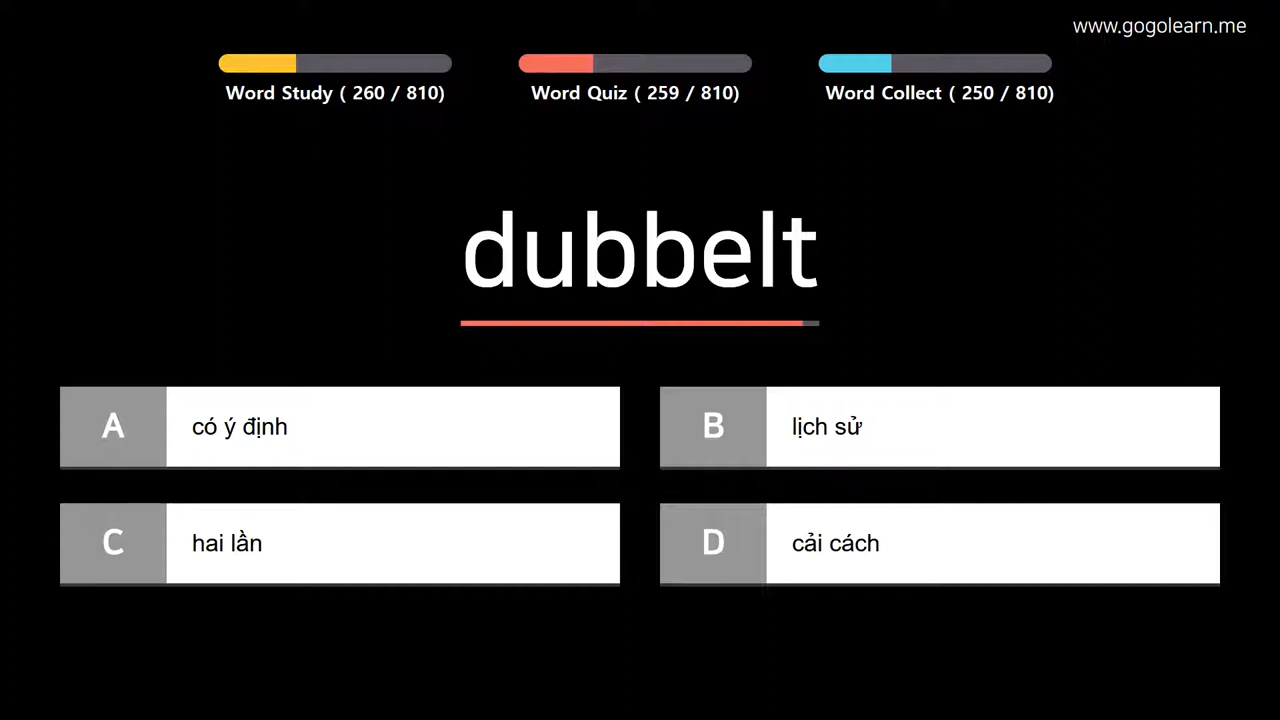 www.gogolearn.me
Word Study ( 260 / 810)
Word Quiz ( 259 / 810)
Word Collect ( 250 / 810)
dubbelt
A có ý định
B lịch sử
C hai lần
D cải cách